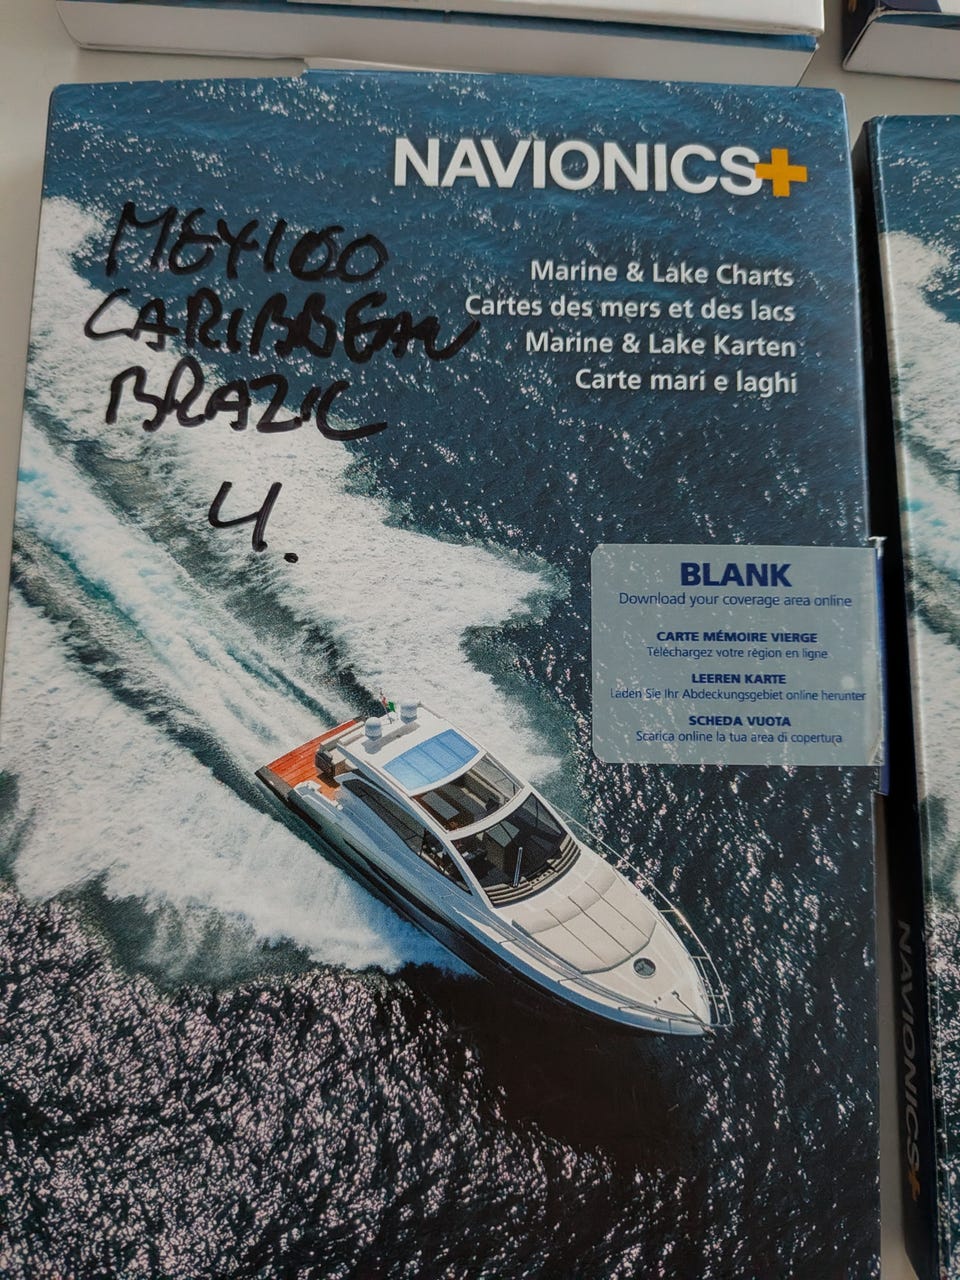 NAVIONICS+
MEXICO
CARIBBEAN
BRAZIL
4.
Marine & Lake Charts
Cartes des mers et des lacs
Marine & Lake Karten
Carte mari e laghi
BLANK
Download your coverage area online
CARTE MÉMOIRE VIERGE
Téléchargez votre région en ligne
LEEREN KARTE
Laden Sie Ihr Abdeckungsgebiet online herunter
SCHEDA VUOTA
Scarica online la tua area di copertura
NAVIONICS+